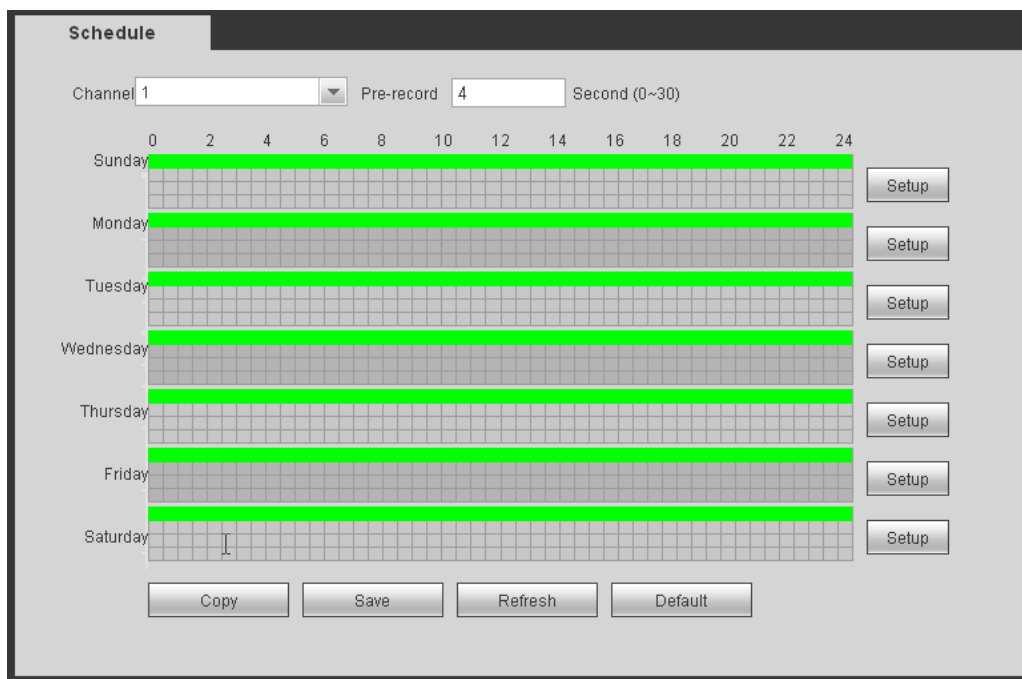 Schedule
Channel 1 Pre-record 4 Second (0~30)
0 2 4 6 8 10 12 14 16 18 20 22 24
Sunday Setup
Monday Setup
Tuesday Setup
Wednesday Setup
Thursday Setup
Friday Setup
Saturday Setup
Copy Save Refresh Default